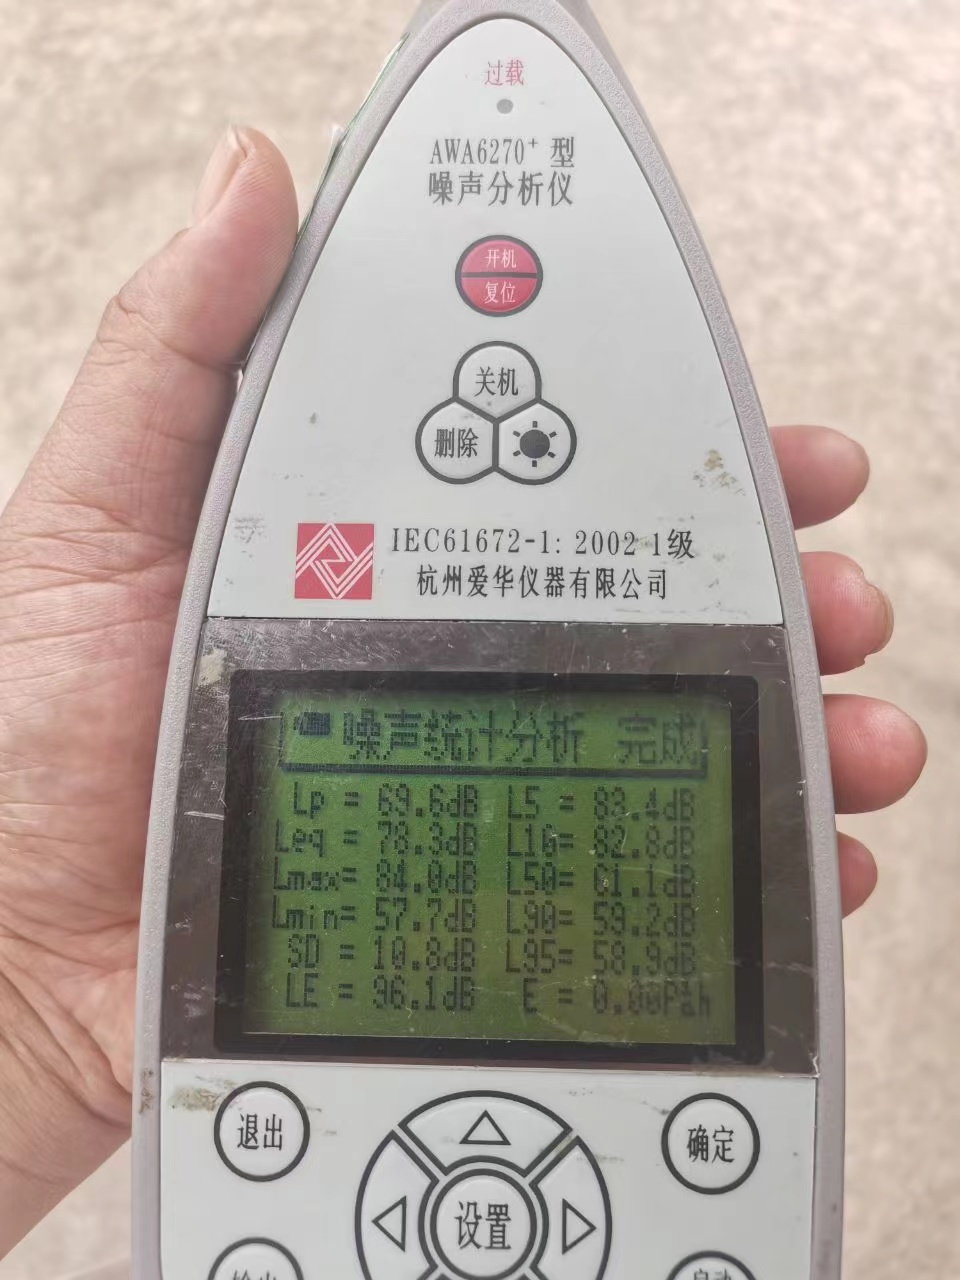 过载
AWA6270+ 型
噪声分析仪
开机
复位
关机
删除
IEC61672-1: 2002 1级
杭州爱华仪器有限公司
噪声统计分析 完成
Lp = 69.6dB L5 = 83.4dB
Leq = 78.3dB L10= 82.8dB
Lmax= 84.0dB L50= 61.1dB
Lmin= 57.7dB L90= 59.2dB
SD = 10.8dB L95= 58.9dB
LE = 96.1dB E = 0.00Pah
退出
确定
设置